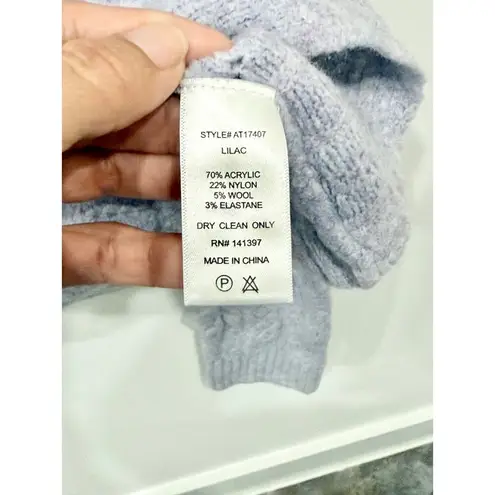 STYLE# AT17407
LILAC
70% ACRYLIC
22% NYLON
5% WOOL
3% ELASTANE
DRY CLEAN ONLY
RN# 141397
MADE IN CHINA
P